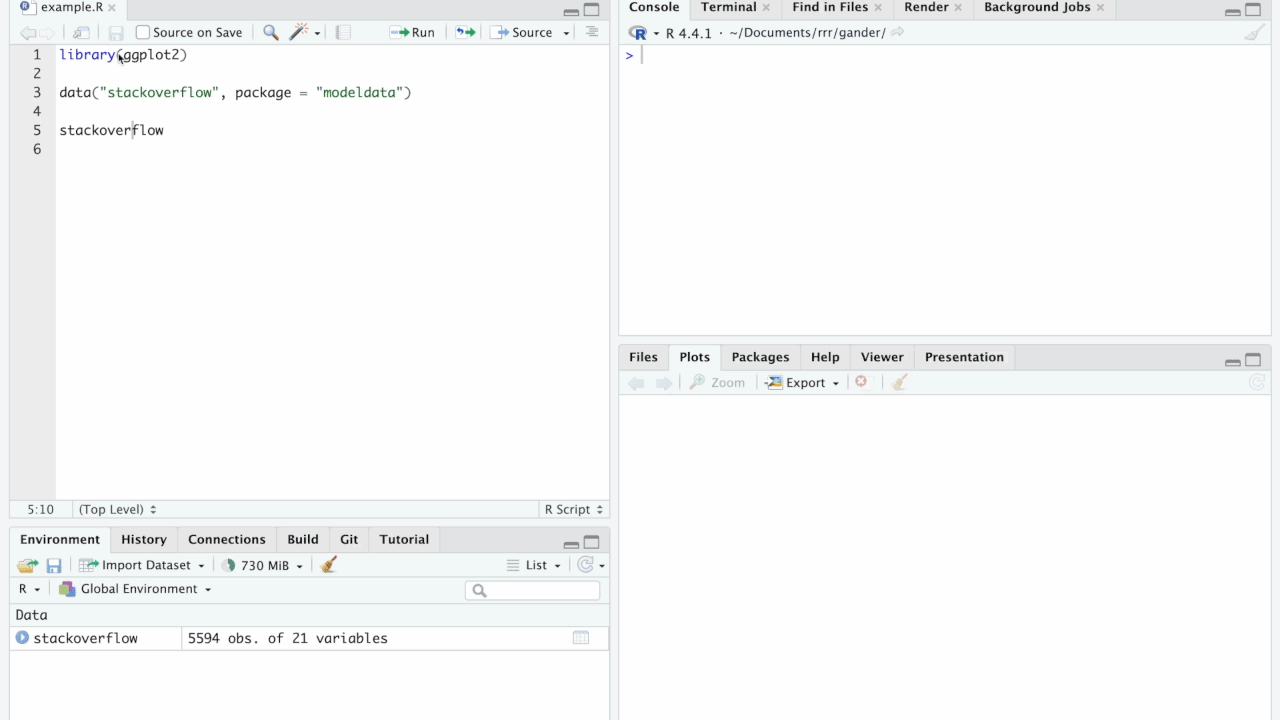 example.R
Source on Save
Run
Source
1 library(ggplot2)
2
3 data("stackoverflow", package = "modeldata")
4
5 stackoverflow
6
5:10 (Top Level) R Script
Environment History Connections Build Git Tutorial
Import Dataset 730 MiB List
R Global Environment
Data
stackoverflow 5594 obs. of 21 variables
Console Terminal Find in Files Render Background Jobs
R 4.4.1 · ~/Documents/rrr/gander/
>
Files Plots Packages Help Viewer Presentation
Zoom Export